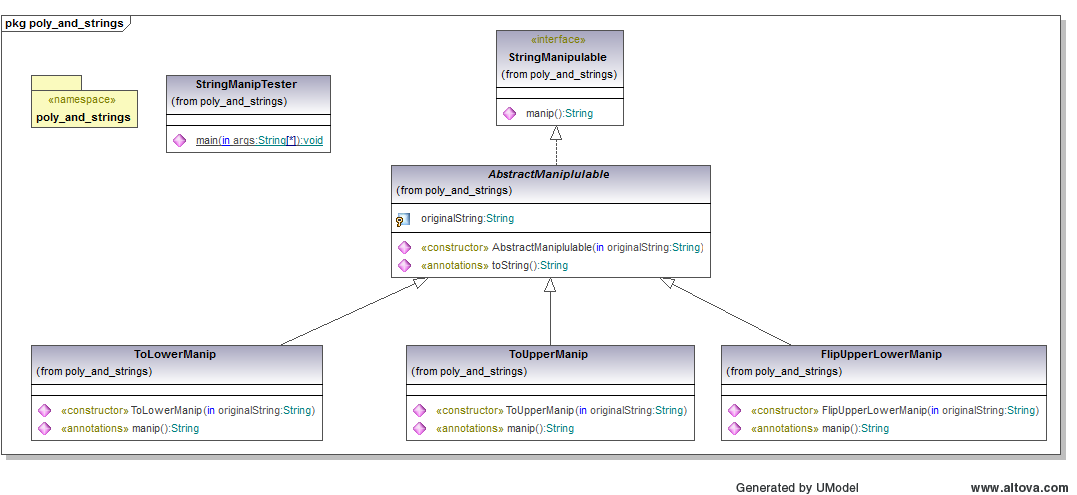 pkg poly_and_strings
«interface»
StringManipulable
(from poly_and_strings)
manip():String
«namespace»
poly_and_strings
StringManipTester
(from poly_and_strings)
main(in args:String[*]):void
AbstractManiplulable
(from poly_and_strings)
originalString:String
«constructor» AbstractManiplulable(in originalString:String)
«annotations» toString():String
ToLowerManip
(from poly_and_strings)
«constructor» ToLowerManip(in originalString:String)
«annotations» manip():String
ToUpperManip
(from poly_and_strings)
«constructor» ToUpperManip(in originalString:String)
«annotations» manip():String
FlipUpperLowerManip
(from poly_and_strings)
«constructor» FlipUpperLowerManip(in originalString:String)
«annotations» manip():String
Generated by UModel
www.altova.com